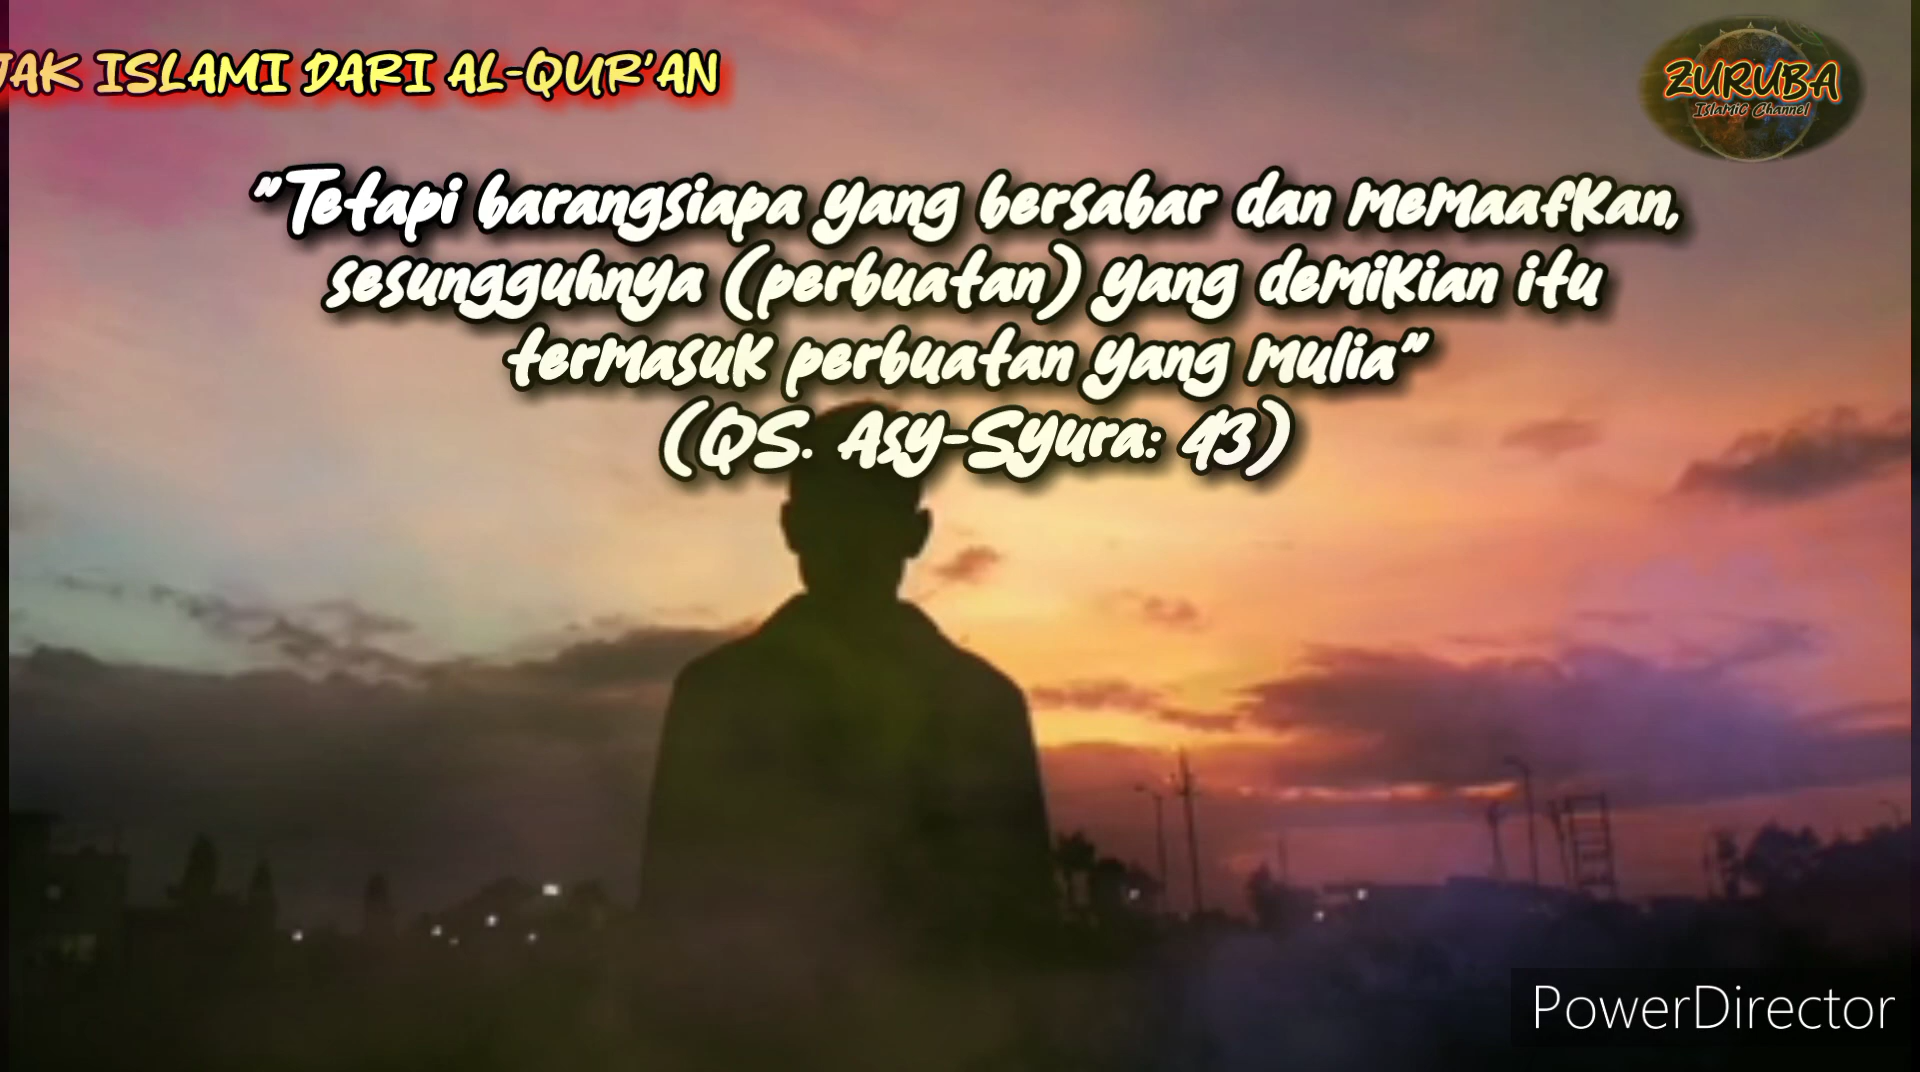 JAK ISLAMI DARI AL-QUR'AN
ZURUBA
Islamic Channel
"Tetapi barangsiapa yang bersabar dan memaafkan,
sesungguhnya (perbuatan) yang demikian itu
termasuk perbuatan yang mulia"
(QS. Asy-Syura: 43)
PowerDirector